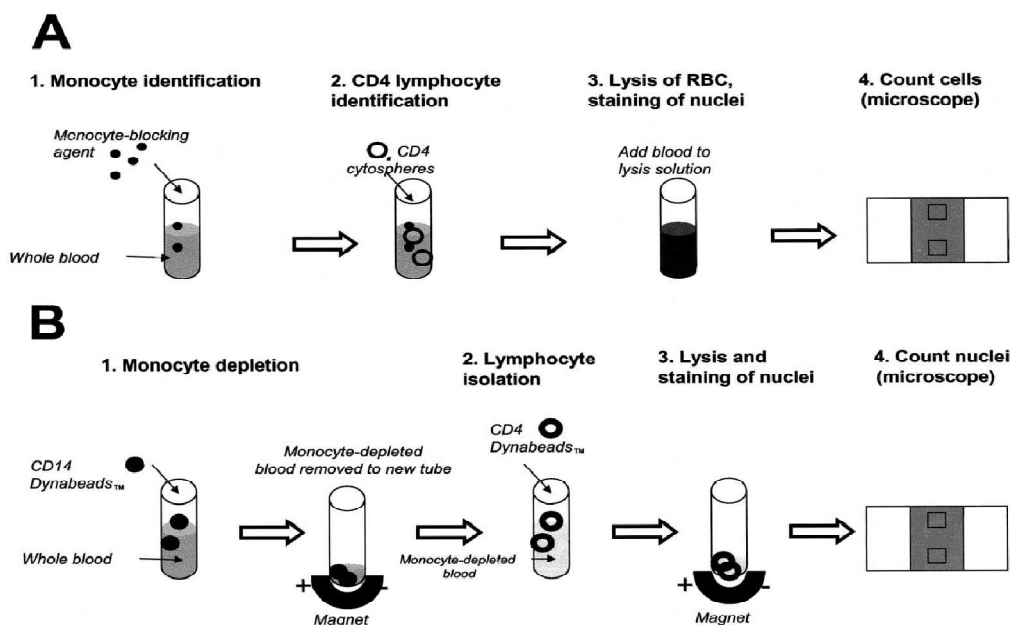 A
1. Monocyte identification
2. CD4 lymphocyte
identification
3. Lysis of RBC,
staining of nuclei
4. Count cells
(microscope)
Monocyte-blocking
agent
CD4
cytospheres
Add blood to
lysis solution
Whole blood
B
1. Monocyte depletion
2. Lymphocyte
isolation
3. Lysis and
staining of nuclei
4. Count nuclei
(microscope)
CD14
Dynabeads™
Monocyte-depleted
blood removed to new tube
CD4
Dynabeads™
Whole blood
Monocyte-depleted
blood
+ -
Magnet
+ -
Magnet